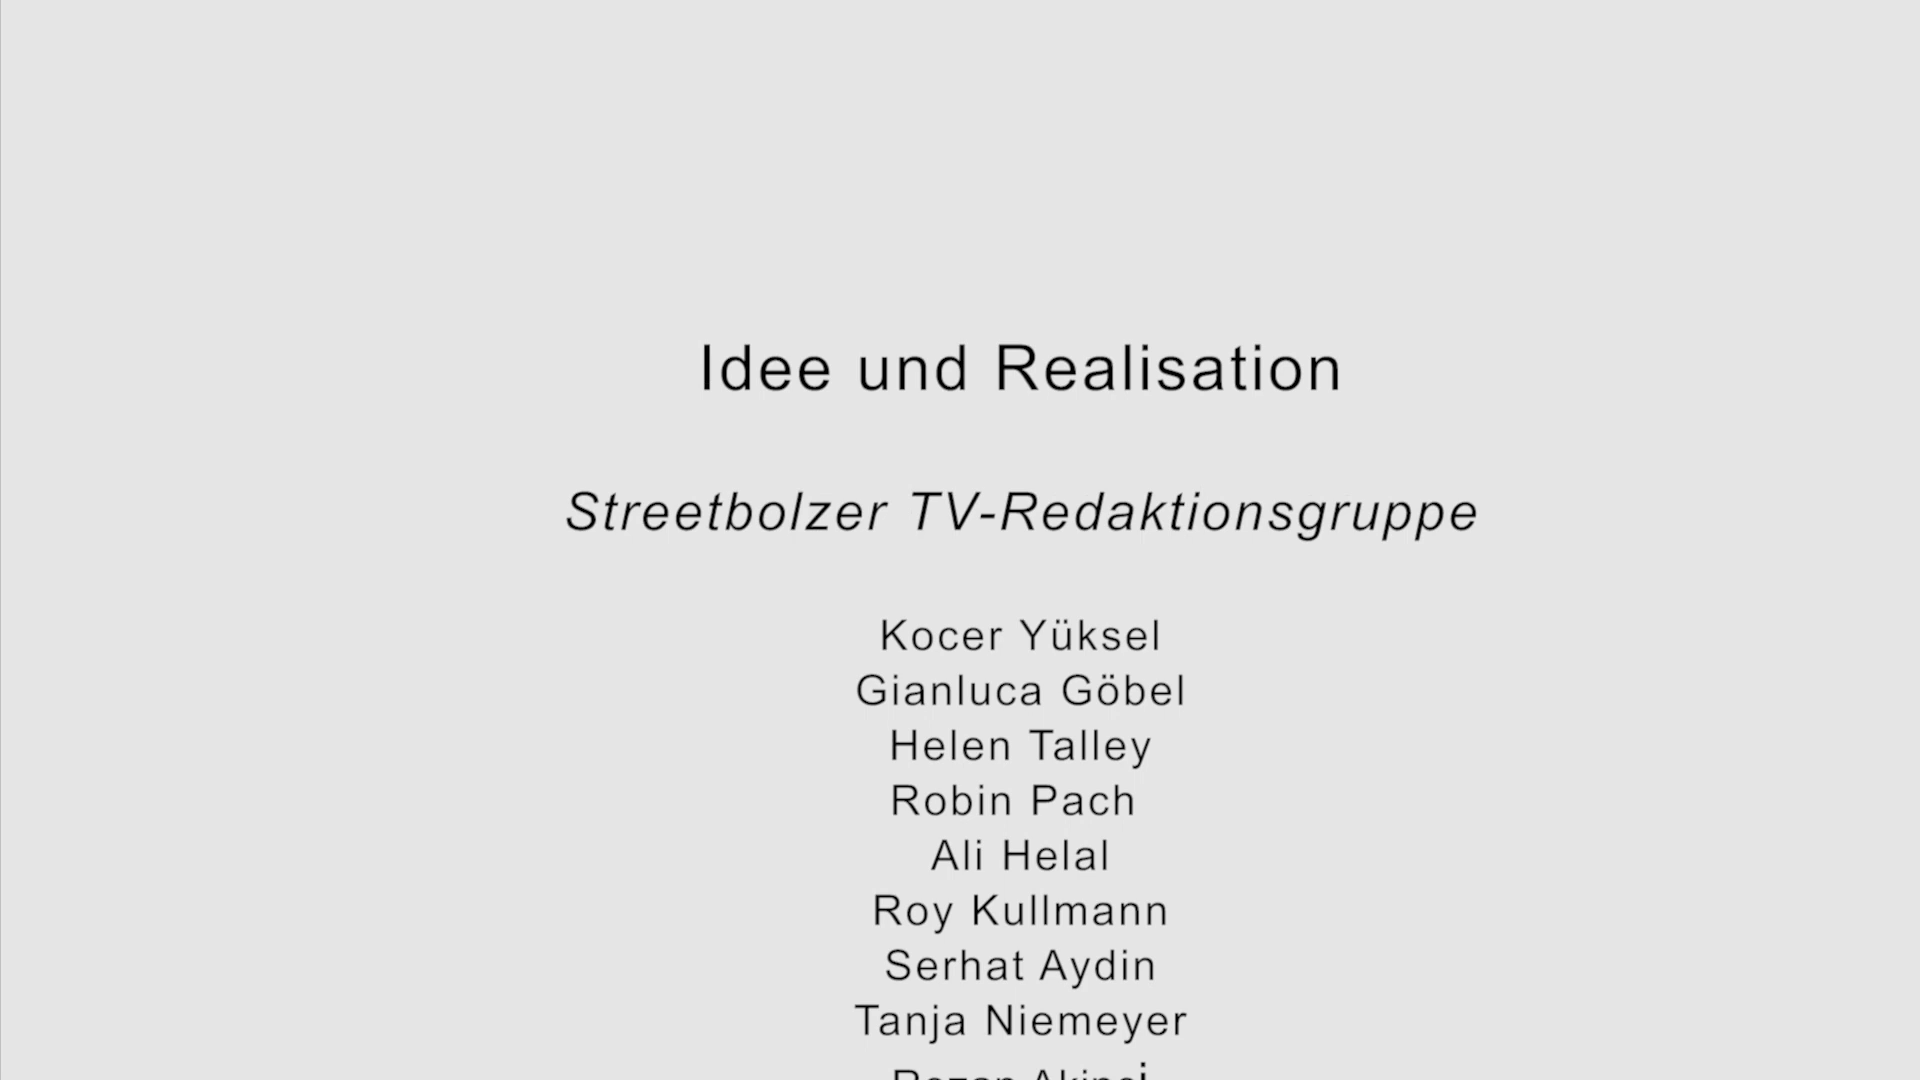 Idee und Realisation
Streetbolzer TV-Redaktionsgruppe
Kocer Yüksel
Gianluca Göbel
Helen Talley
Robin Pach
Ali Helal
Roy Kullmann
Serhat Aydin
Tanja Niemeyer